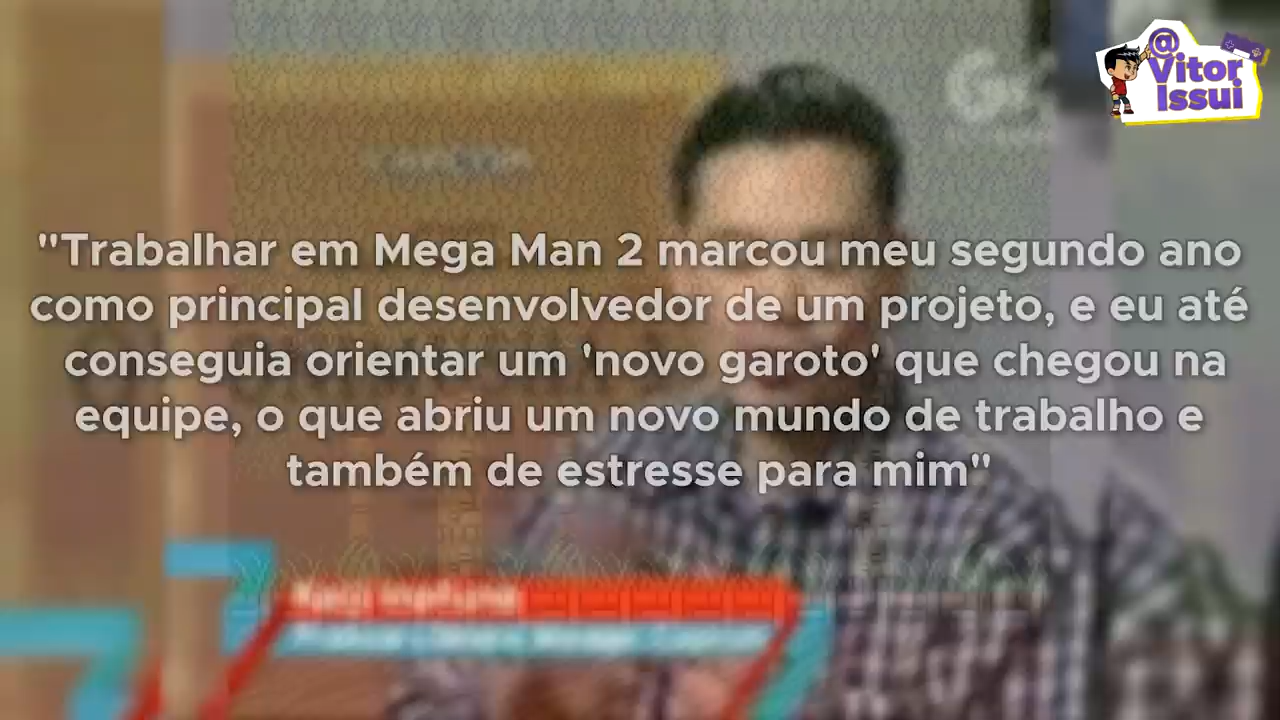 @
Vitor
Issui
"Trabalhar em Mega Man 2 marcou meu segundo ano
como principal desenvolvedor de um projeto, e eu até
conseguia orientar um 'novo garoto' que chegou na
equipe, o que abriu um novo mundo de trabalho e
também de estresse para mim"